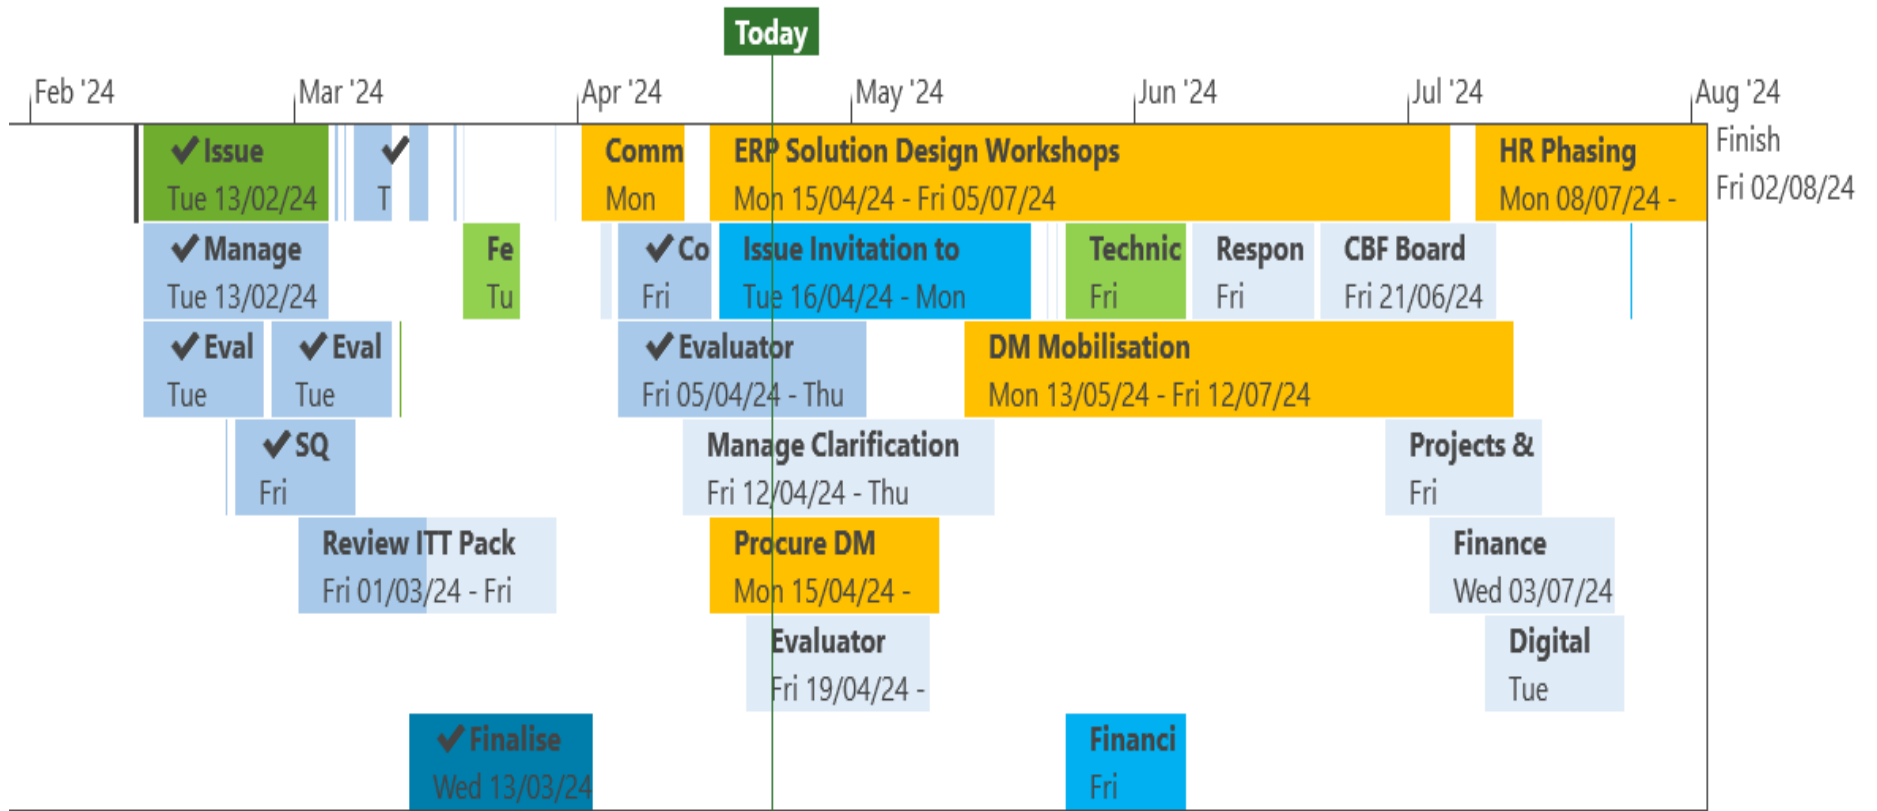 Today
Feb '24 Mar '24 Apr '24 May '24 Jun '24 Jul '24 Aug '24
✔ Issue
Tue 13/02/24
✔
T
Comm
Mon
ERP Solution Design Workshops
Mon 15/04/24 - Fri 05/07/24
HR Phasing
Mon 08/07/24 -
Finish
Fri 02/08/24
✔ Manage
Tue 13/02/24
Fe
Tu
✔ Co
Fri
Issue Invitation to
Tue 16/04/24 - Mon
Technic
Fri
Respon
Fri
CBF Board
Fri 21/06/24
✔ Eval
Tue
✔ Eval
Tue
✔ Evaluator
Fri 05/04/24 - Thu
DM Mobilisation
Mon 13/05/24 - Fri 12/07/24
✔ SQ
Fri
Manage Clarification
Fri 12/04/24 - Thu
Projects &
Fri
Review ITT Pack
Fri 01/03/24 - Fri
Procure DM
Mon 15/04/24 -
Finance
Wed 03/07/24
Evaluator
Fri 19/04/24 -
Digital
Tue
✔ Finalise
Wed 13/03/24
Financi
Fri